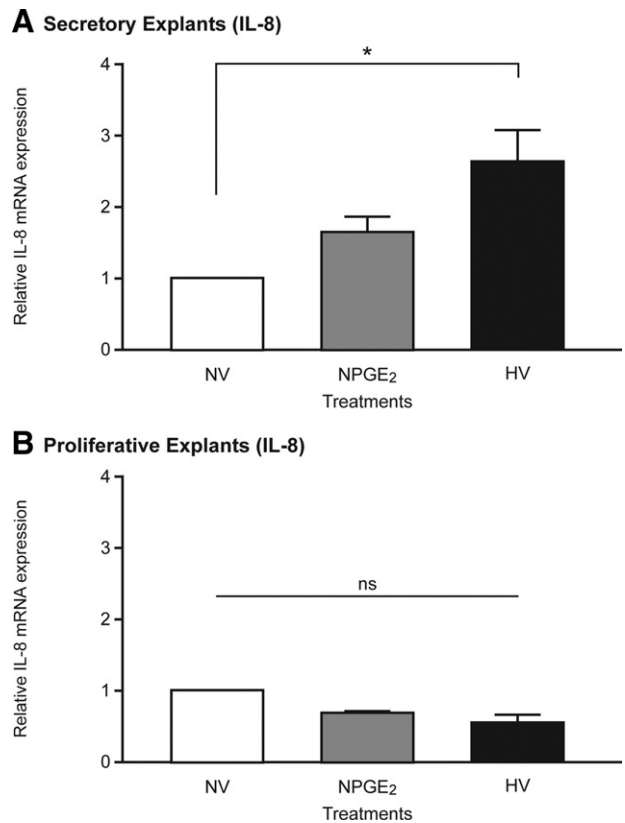 A Secretory Explants (IL-8)
*
Relative IL-8 mRNA expression
4
3
2
1
0
NV NPGE₂ HV
Treatments
B Proliferative Explants (IL-8)
Relative IL-8 mRNA expression
4
3
2
1
0
ns
NV NPGE₂ HV
Treatments